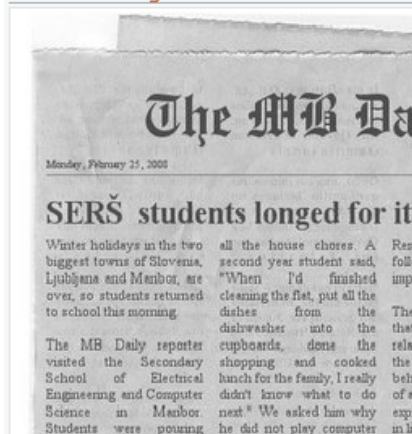 The MB Da
Monday, February 25, 2008
SERŠ students longed for it
Winter holidays in the two
biggest towns of Slovenia,
Ljubljana and Maribor, are
over, so students returned
to school this morning.
The MB Daily reporter
visited the Secondary
School of Electrical
Engineering and Computer
Science in Maribor.
Students were pouring
all the house chores. A
second year student said,
"When I'd finished
cleaning the flat, put all the
dishes from the
dishwasher into the
cupboards, done the
shopping and cooked
lunch for the family, I really
didn't know what to do
next." We asked him why
he did not play computer
Res
foll
imp
The
that
rela
the
beh
of a
exp
in h